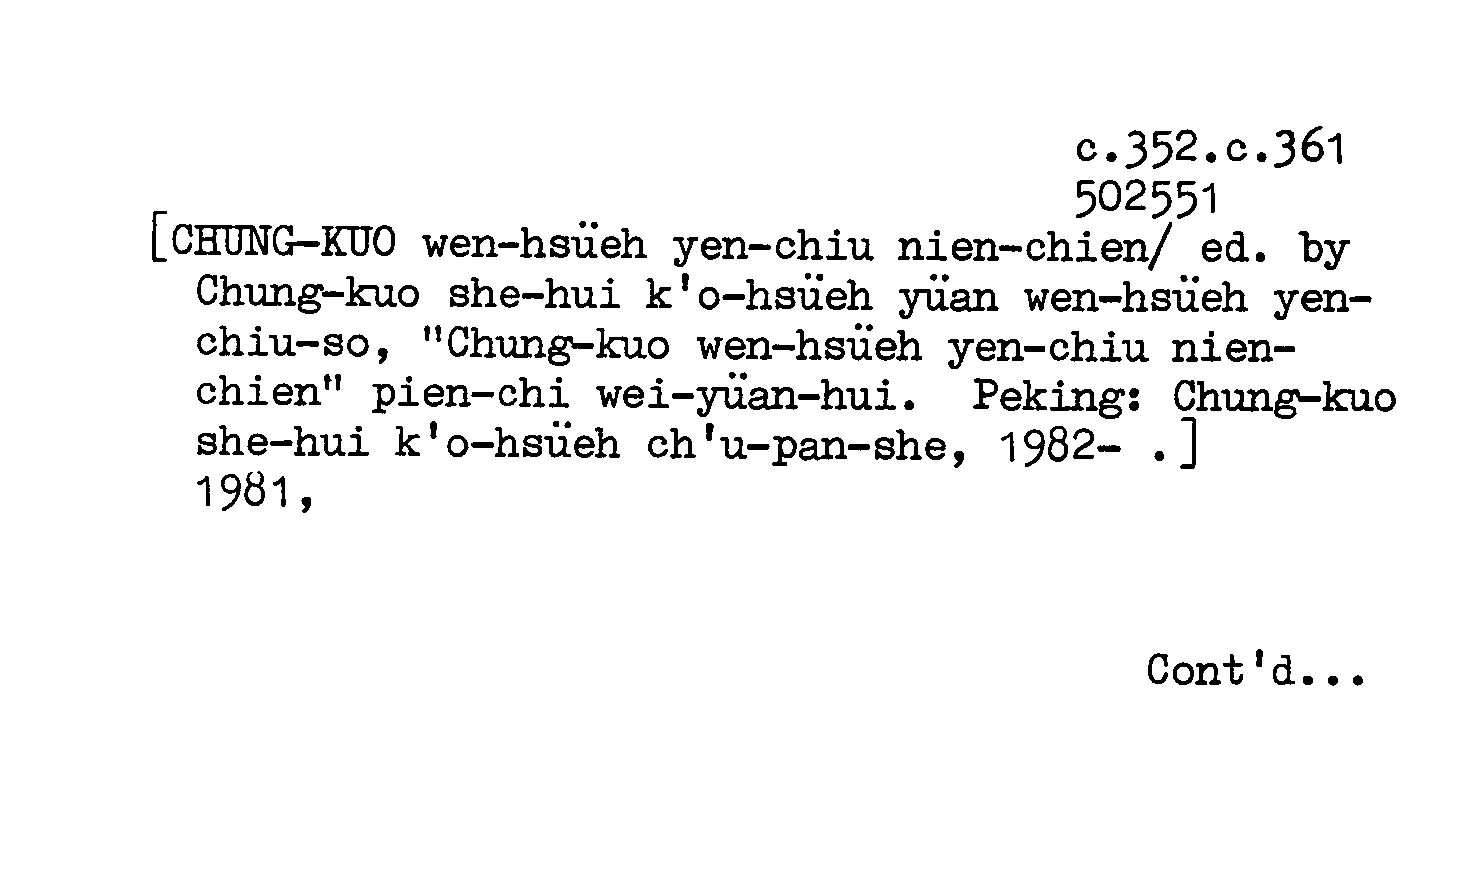 c.352.c.361
502551
[CHUNG-KUO wen-hsüeh yen-chiu nien-chien/ ed. by
Chung-kuo she-hui k'o-hsüeh yüan wen-hsüeh yen-
chiu-so, "Chung-kuo wen-hsüeh yen-chiu nien-
chien" pien-chi wei-yüan-hui.  Peking: Chung-kuo
she-hui k'o-hsüeh ch'u-pan-she, 1982- .]
1981,
Cont'd...